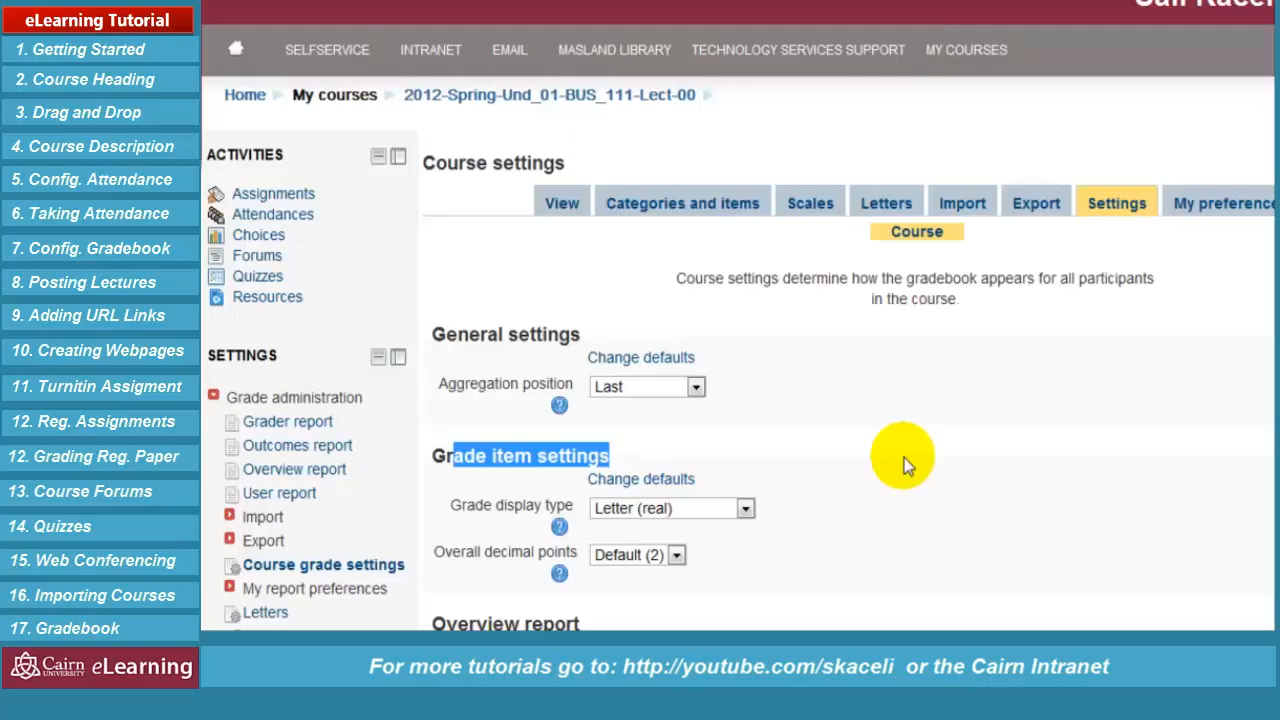 eLearning Tutorial
1. Getting Started
2. Course Heading
3. Drag and Drop
4. Course Description
5. Config. Attendance
6. Taking Attendance
7. Config. Gradebook
8. Posting Lectures
9. Adding URL Links
10. Creating Webpages
11. Turnitin Assigment
12. Reg. Assignments
12. Grading Reg. Paper
13. Course Forums
14. Quizzes
15. Web Conferencing
16. Importing Courses
17. Gradebook
Cairn UNIVERSITY eLearning
SELFSERVICE INTRANET EMAIL MASLAND LIBRARY TECHNOLOGY SERVICES SUPPORT MY COURSES
Home My courses 2012-Spring-Und_01-BUS_111-Lect-00
ACTIVITIES
Assignments
Attendances
Choices
Forums
Quizzes
Resources
SETTINGS
Grade administration
Grader report
Outcomes report
Overview report
User report
Import
Export
Course grade settings
My report preferences
Letters
Course settings
View Categories and items Scales Letters Import Export Settings My preference
Course
Course settings determine how the gradebook appears for all participants
in the course.
General settings
Change defaults
Aggregation position Last
Grade item settings
Change defaults
Grade display type Letter (real)
Overall decimal points Default (2)
Overview report
For more tutorials go to: http://youtube.com/skaceli or the Cairn Intranet